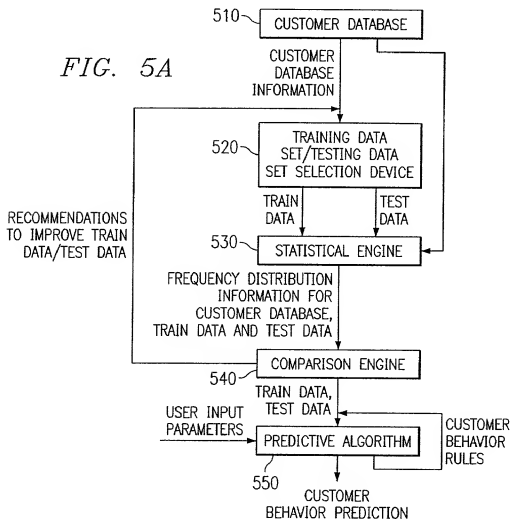 510
CUSTOMER DATABASE
FIG. 5A
CUSTOMER
DATABASE
INFORMATION
520
TRAINING DATA
SET/TESTING DATA
SET SELECTION DEVICE
TRAIN
DATA
TEST
DATA
RECOMMENDATIONS
TO IMPROVE TRAIN
DATA/TEST DATA
530
STATISTICAL ENGINE
FREQUENCY DISTRIBUTION
INFORMATION FOR
CUSTOMER DATABASE,
TRAIN DATA AND TEST DATA
COMPARISON ENGINE
540
TRAIN DATA,
TEST DATA
USER INPUT
PARAMETERS
PREDICTIVE ALGORITHM
550
CUSTOMER
BEHAVIOR
RULES
CUSTOMER
BEHAVIOR PREDICTION